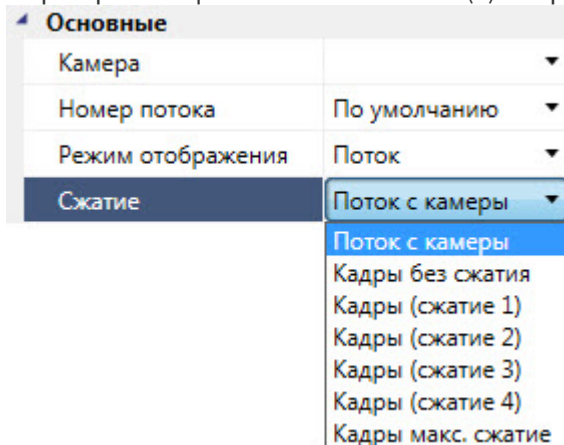 Основные
Камера
Номер потока По умолчанию
Режим отображения Поток
Сжатие Поток с камеры
Поток с камеры
Кадры без сжатия
Кадры (сжатие 1)
Кадры (сжатие 2)
Кадры (сжатие 3)
Кадры (сжатие 4)
Кадры макс. сжатие